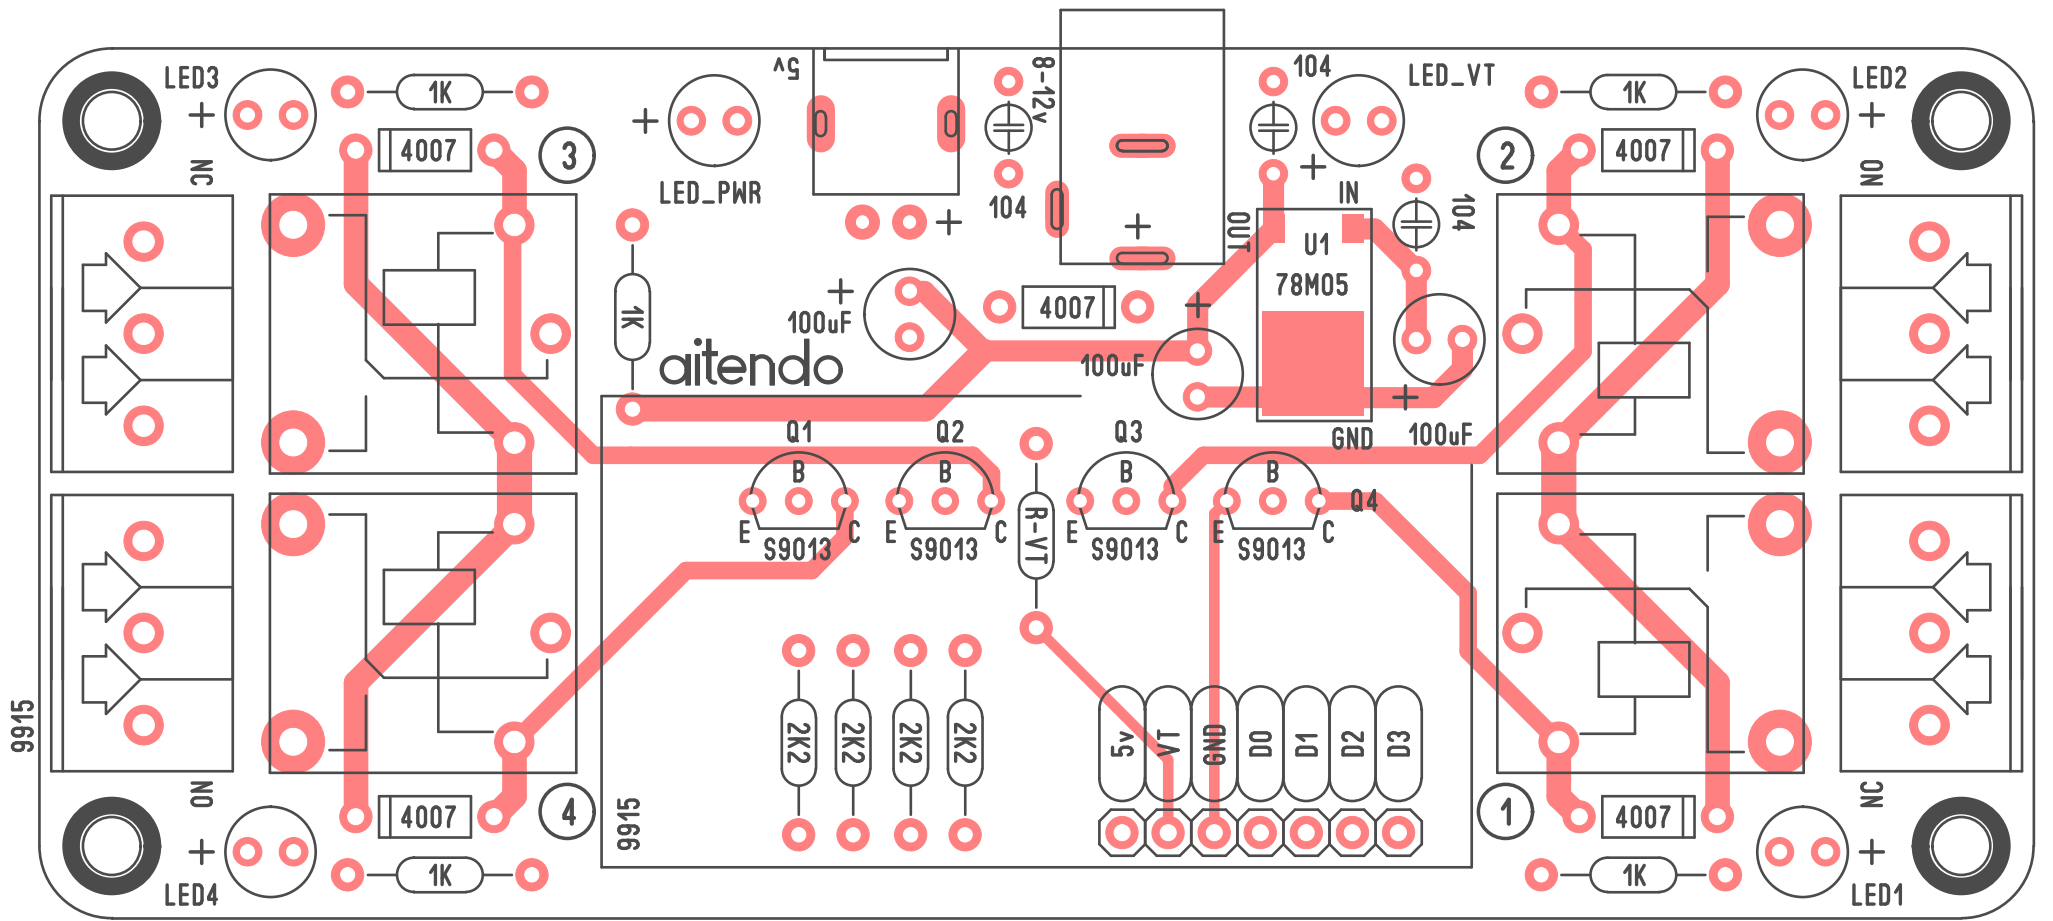 LED3
1K
5v
8-12v
104
LED_VT
1K
LED2
+
+
+
4007
3
NC
LED_PWR
104
+
+
+
IN
2
4007
NO
OUT
U1
104
78M05
+
100uF
1K
4007
+
aitendo
100uF
+
100uF
GND
Q1
Q2
Q3
Q4
B
B
B
B
E
C
E
C
E
C
E
C
S9013
S9013
S9013
S9013
R-VT
2K2
2K2
2K2
2K2
5v
VT
GND
D0
D1
D2
D3
9915
9915
NO
4007
4
+
1K
LED4
1
4007
NC
+
1K
LED1